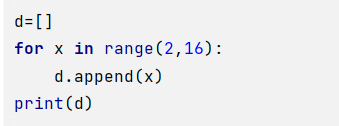 d=[]
for x in range(2,16):
    d.append(x)
print(d)